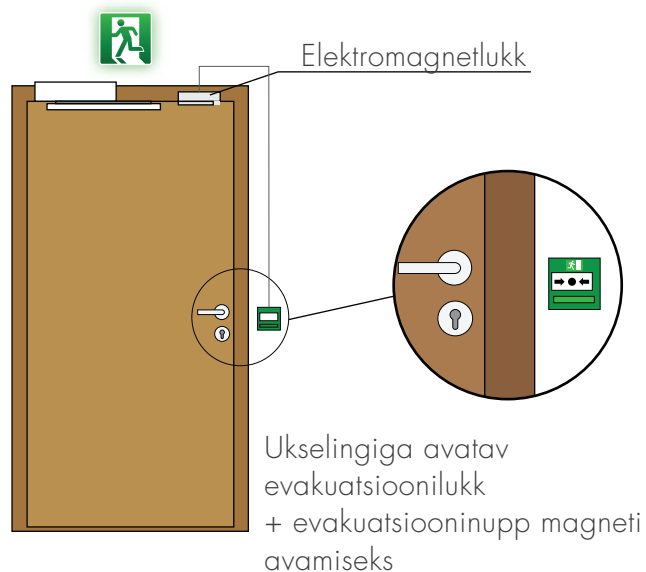 Elektromagnetlukk
Ukselingiga avatav
evakuatsioonilukk
+ evakuatsiooninupp magneti
avamiseks